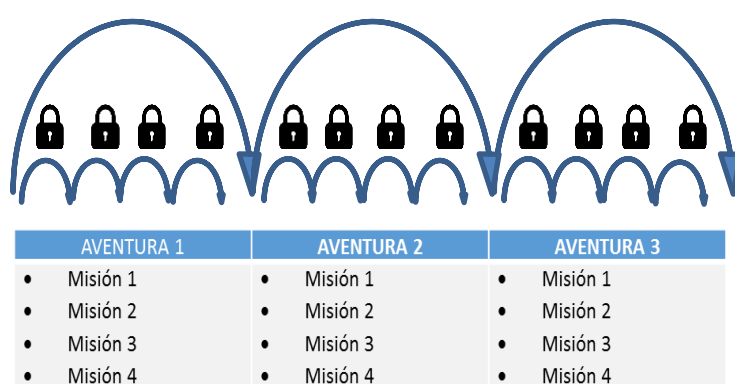 AVENTURA 1 AVENTURA 2 AVENTURA 3
• Misión 1 • Misión 1 • Misión 1
• Misión 2 • Misión 2 • Misión 2
• Misión 3 • Misión 3 • Misión 3
• Misión 4 • Misión 4 • Misión 4